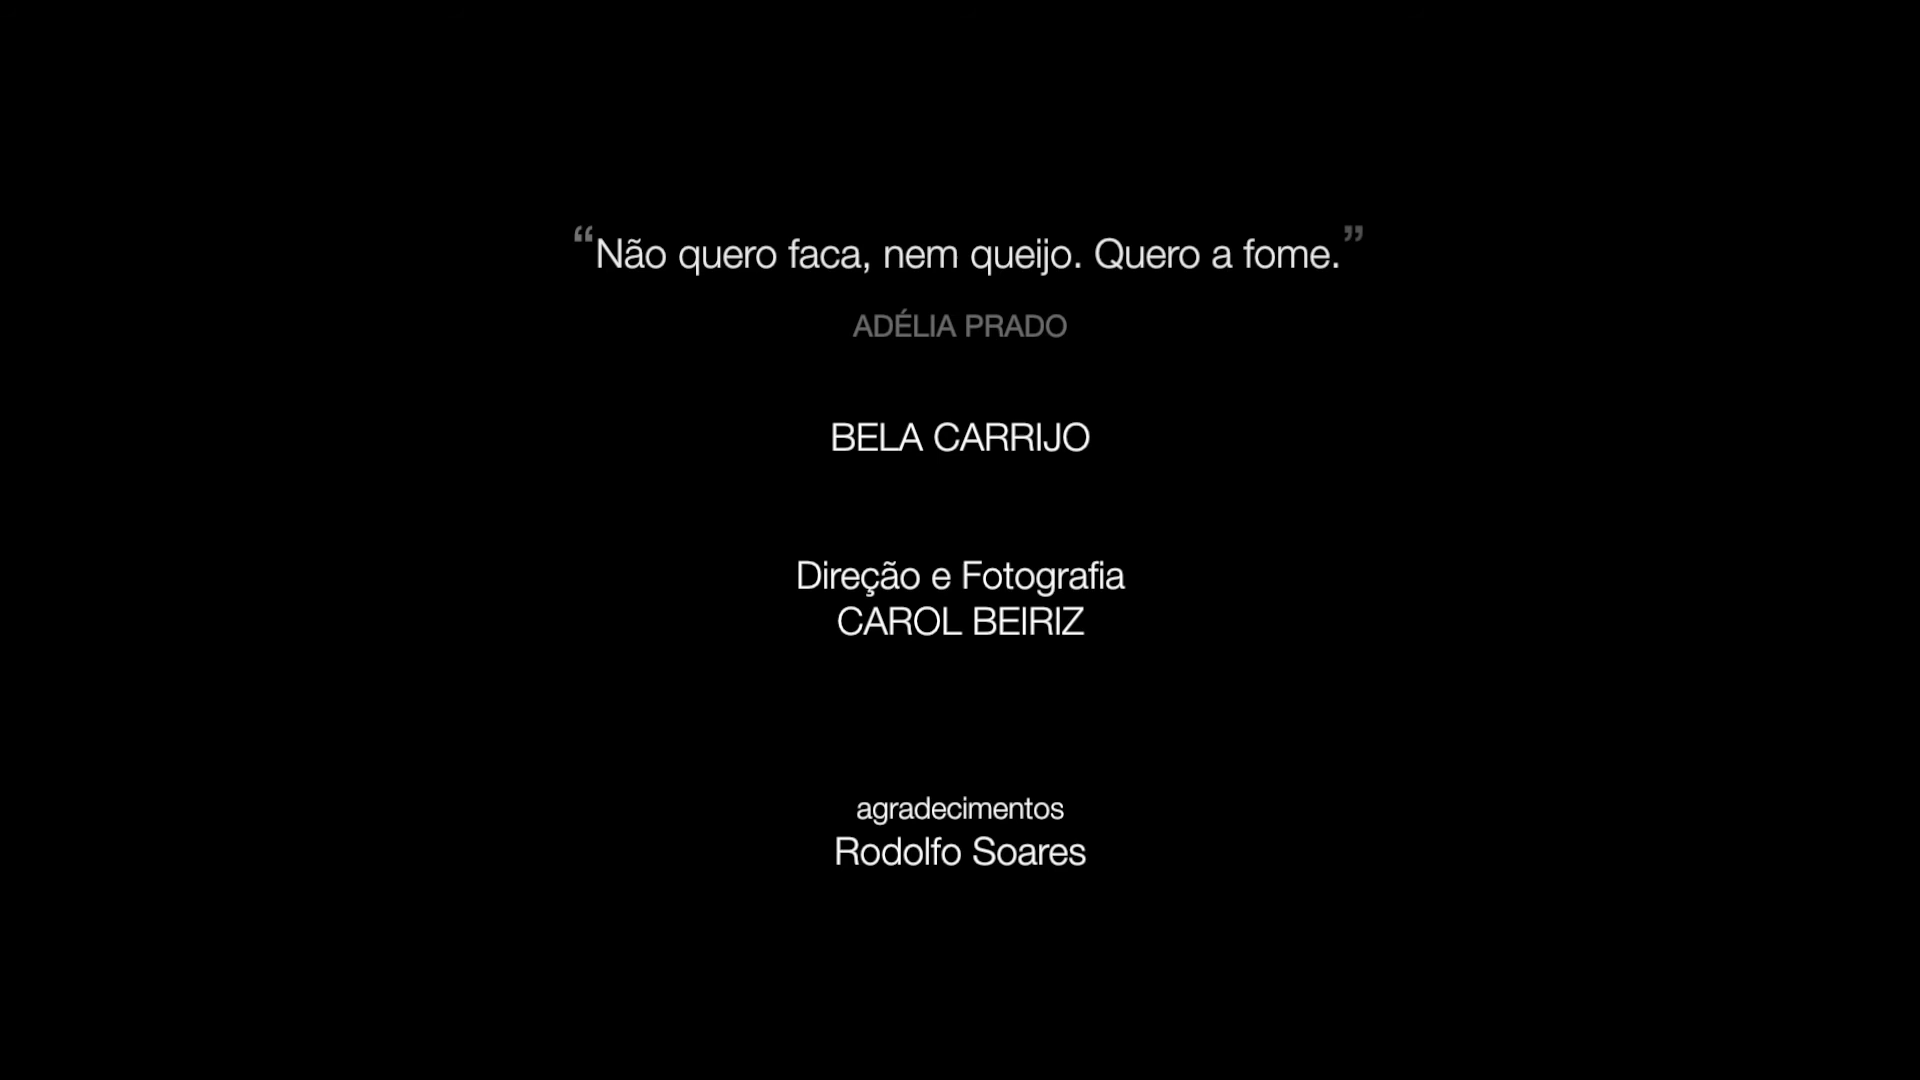 “Não quero faca, nem queijo. Quero a fome.”
ADÉLIA PRADO
BELA CARRIJO
Direção e Fotografia
CAROL BEIRIZ
agradecimentos
Rodolfo Soares